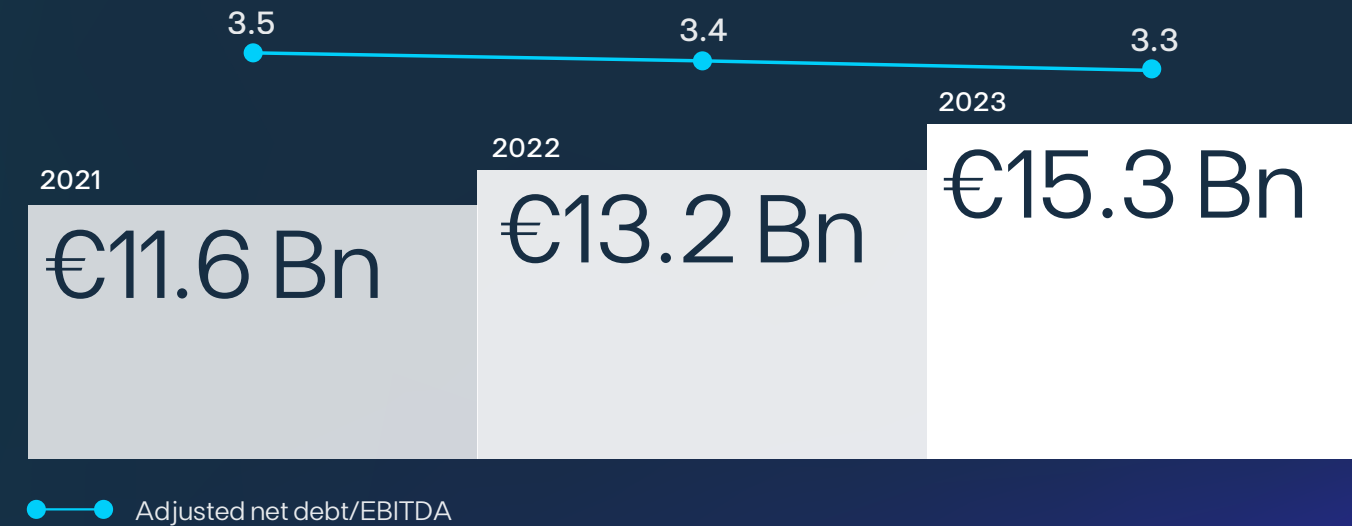 3.5
3.4
3.3
2021
2022
2023
€11.6 Bn
€13.2 Bn
€15.3 Bn
Adjusted net debt/EBITDA